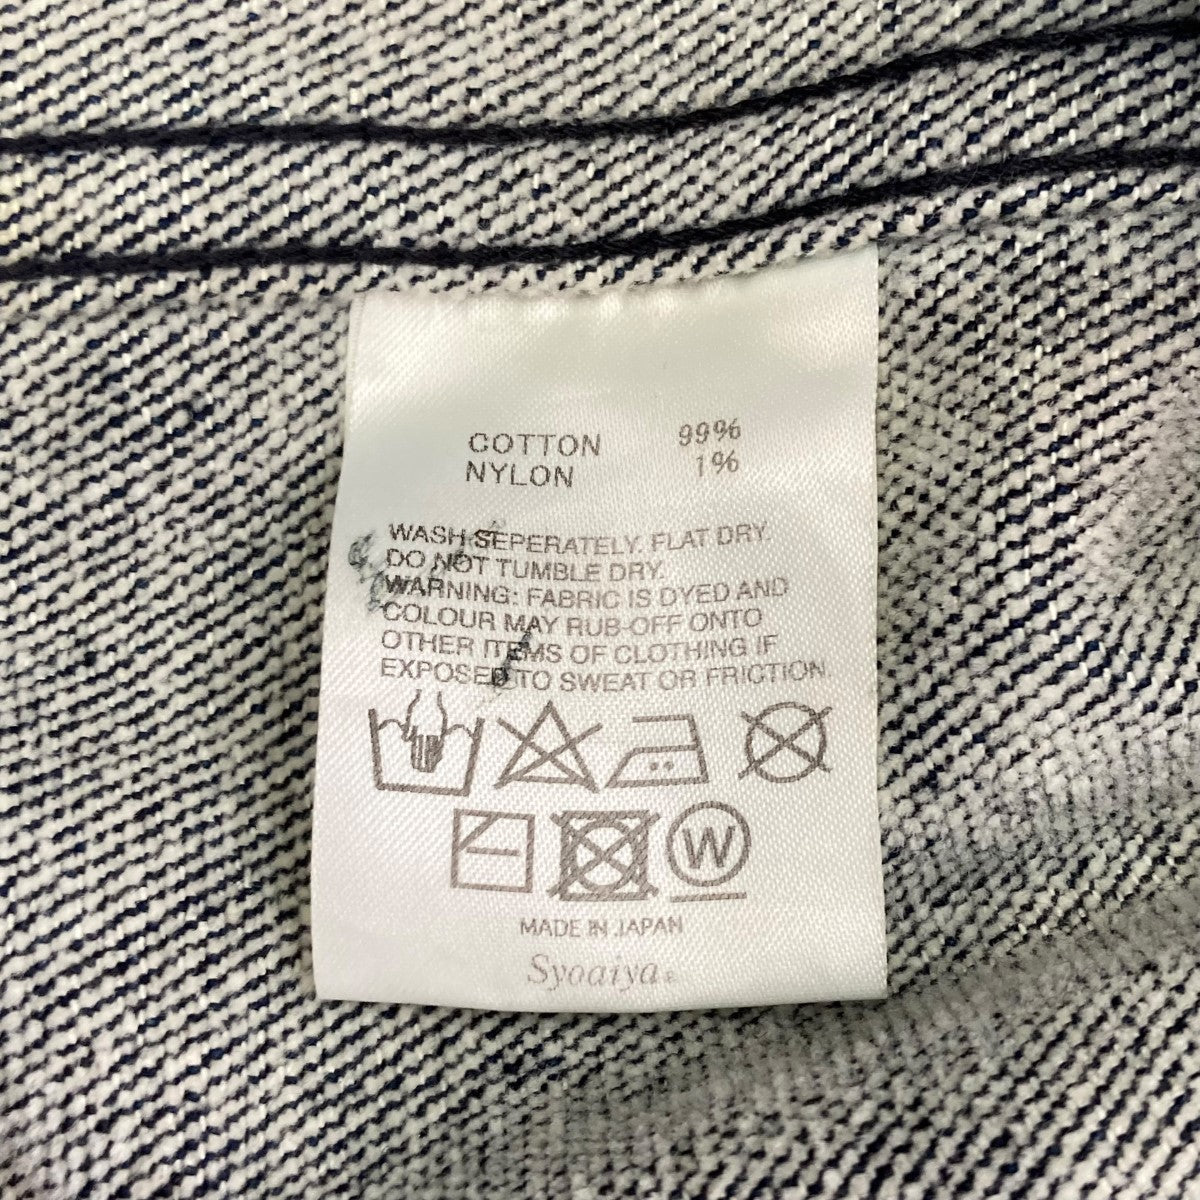 COTTON 99%
NYLON 1%
WASH SEPERATELY. FLAT DRY.
DO NOT TUMBLE DRY.
WARNING: FABRIC IS DYED AND
COLOUR MAY RUB-OFF ONTO
OTHER ITEMS OF CLOTHING IF
EXPOSED TO SWEAT OR FRICTION.
W
MADE IN JAPAN
Syoaiya